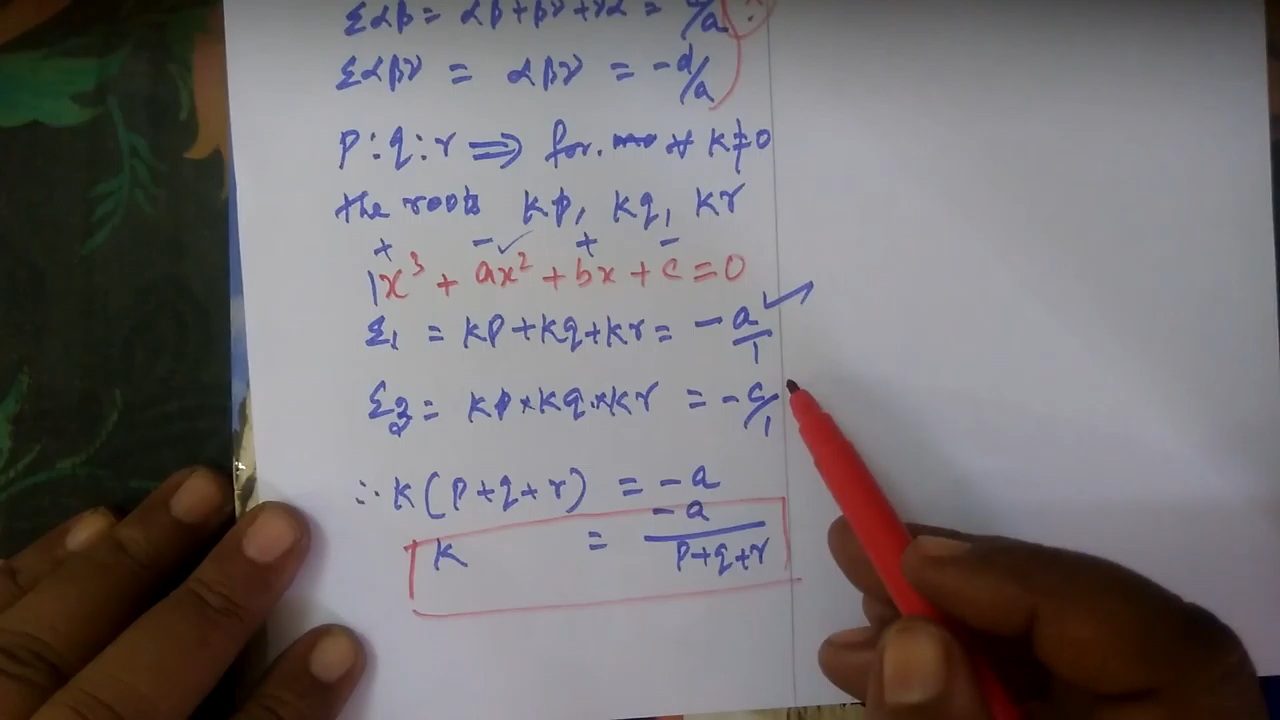 Σαβ = αβ + βγ + γα = /a
Σαβγ = αβγ = -d/a
P : q : r ⇒ for ∀ K ≠ 0
the roots kp, kq, kr
+ - ✓ + -
1x³ + ax² + bx + c = 0
Σ₁ = kp + kq + kr = -a/1
Σ₃ = kp × kq × kr = -c/1
∴ k(p+q+r) = -a
k = -a/p+q+r